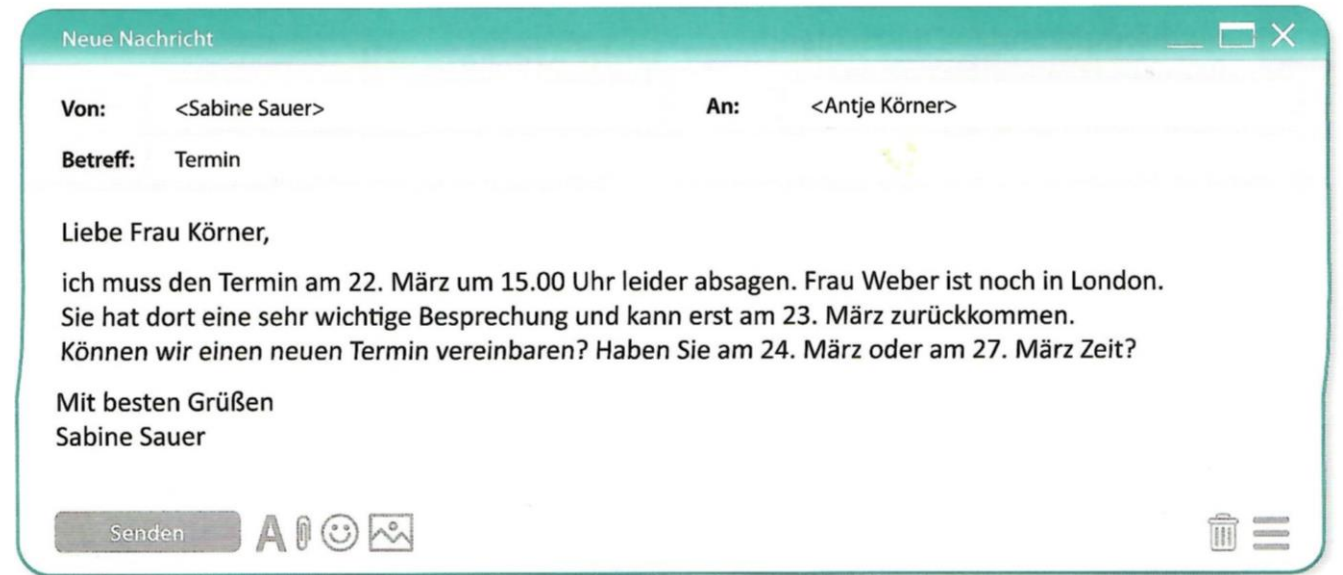 Neue Nachricht
Von: <Sabine Sauer> An: <Antje Körner>
Betreff: Termin
Liebe Frau Körner,
ich muss den Termin am 22. März um 15.00 Uhr leider absagen. Frau Weber ist noch in London.
Sie hat dort eine sehr wichtige Besprechung und kann erst am 23. März zurückkommen.
Können wir einen neuen Termin vereinbaren? Haben Sie am 24. März oder am 27. März Zeit?
Mit besten Grüßen
Sabine Sauer
Senden A